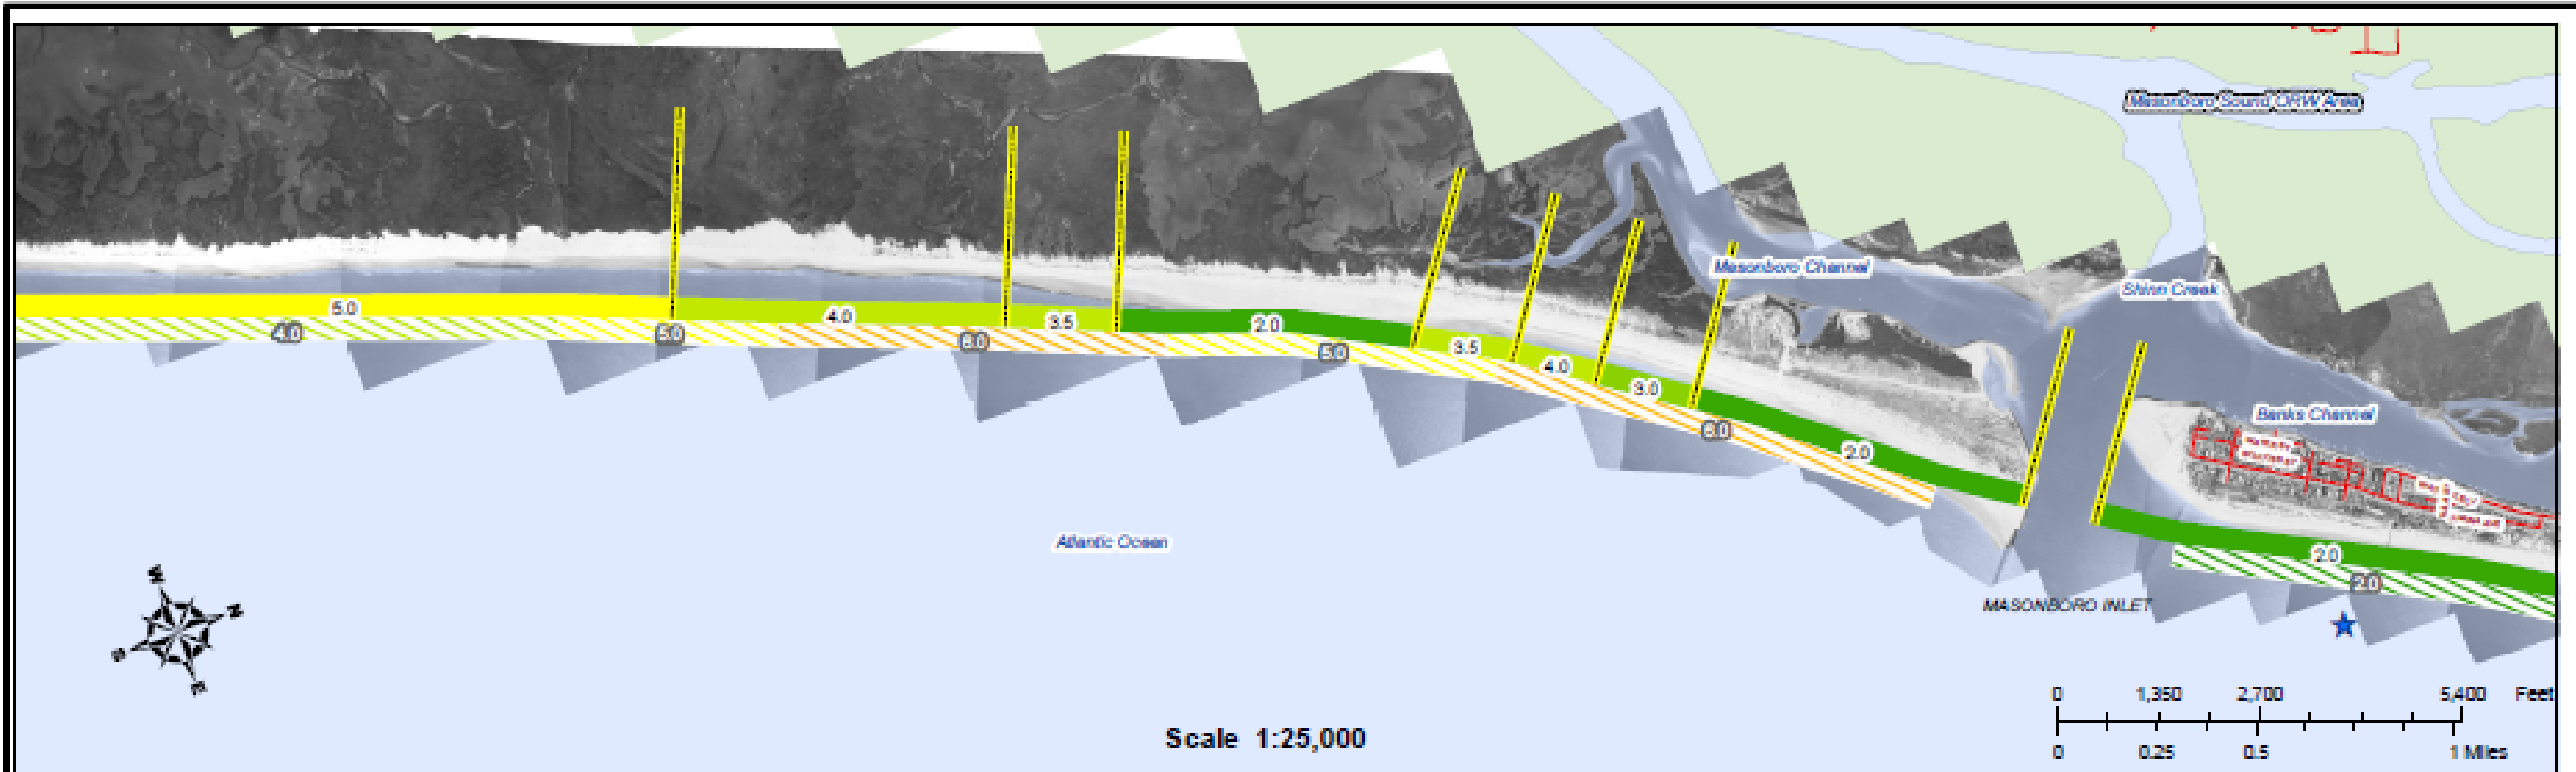 Masonboro Sound ORW Area
Masonboro Channel
Shinn Creek
5.0
4.0
5.0
4.0
6.0
3.5
2.0
5.0
3.5
4.0
3.0
6.0
2.0
Banks Channel
2.0
2.0
Atlantic Ocean
MASONBORO INLET
W
N
S
E
Scale 1:25,000
0 1,350 2,700 5,400 Feet
0 0.25 0.5 1 Miles